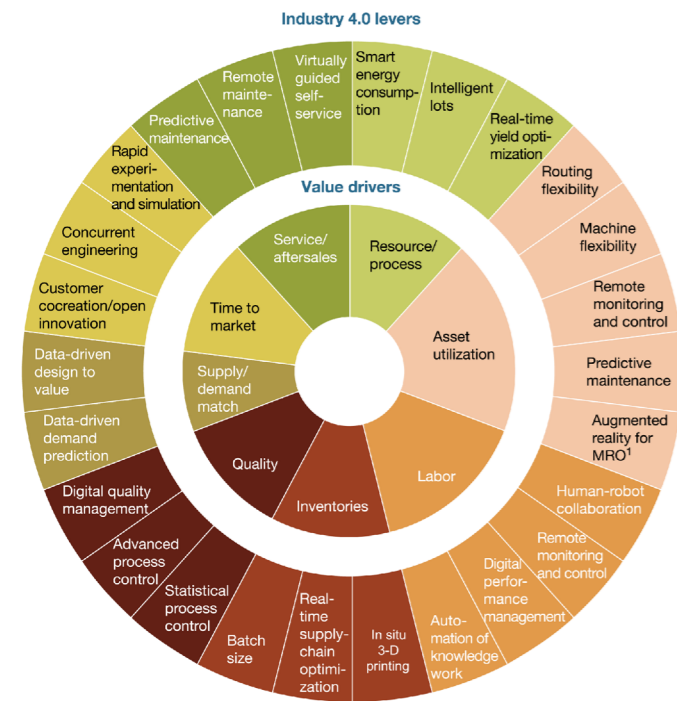 Industry 4.0 levers
Smart
energy
consump-
tion
Intelligent
lots
Real-time
yield opti-
mization
Routing
flexibility
Machine
flexibility
Remote
monitoring
and control
Predictive
maintenance
Augmented
reality for
MRO¹
Human-robot
collaboration
Remote
monitoring
and control
Digital
perfor-
mance
management
Auto-
mation of
knowledge
work
In situ
3-D
printing
Real-
time
supply-
chain
optimi-
zation
Batch
size
Statistical
process
control
Advanced
process
control
Digital quality
management
Data-driven
demand
prediction
Data-driven
design to
value
Customer
cocreation/open
innovation
Concurrent
engineering
Rapid
experi-
mentation
and simulation
Predictive
maintenance
Remote
mainte-
nance
Virtually
guided
self-
service
Value drivers
Resource/
process
Asset
utilization
Labor
Inventories
Quality
Supply/
demand
match
Time to
market
Service/
aftersales